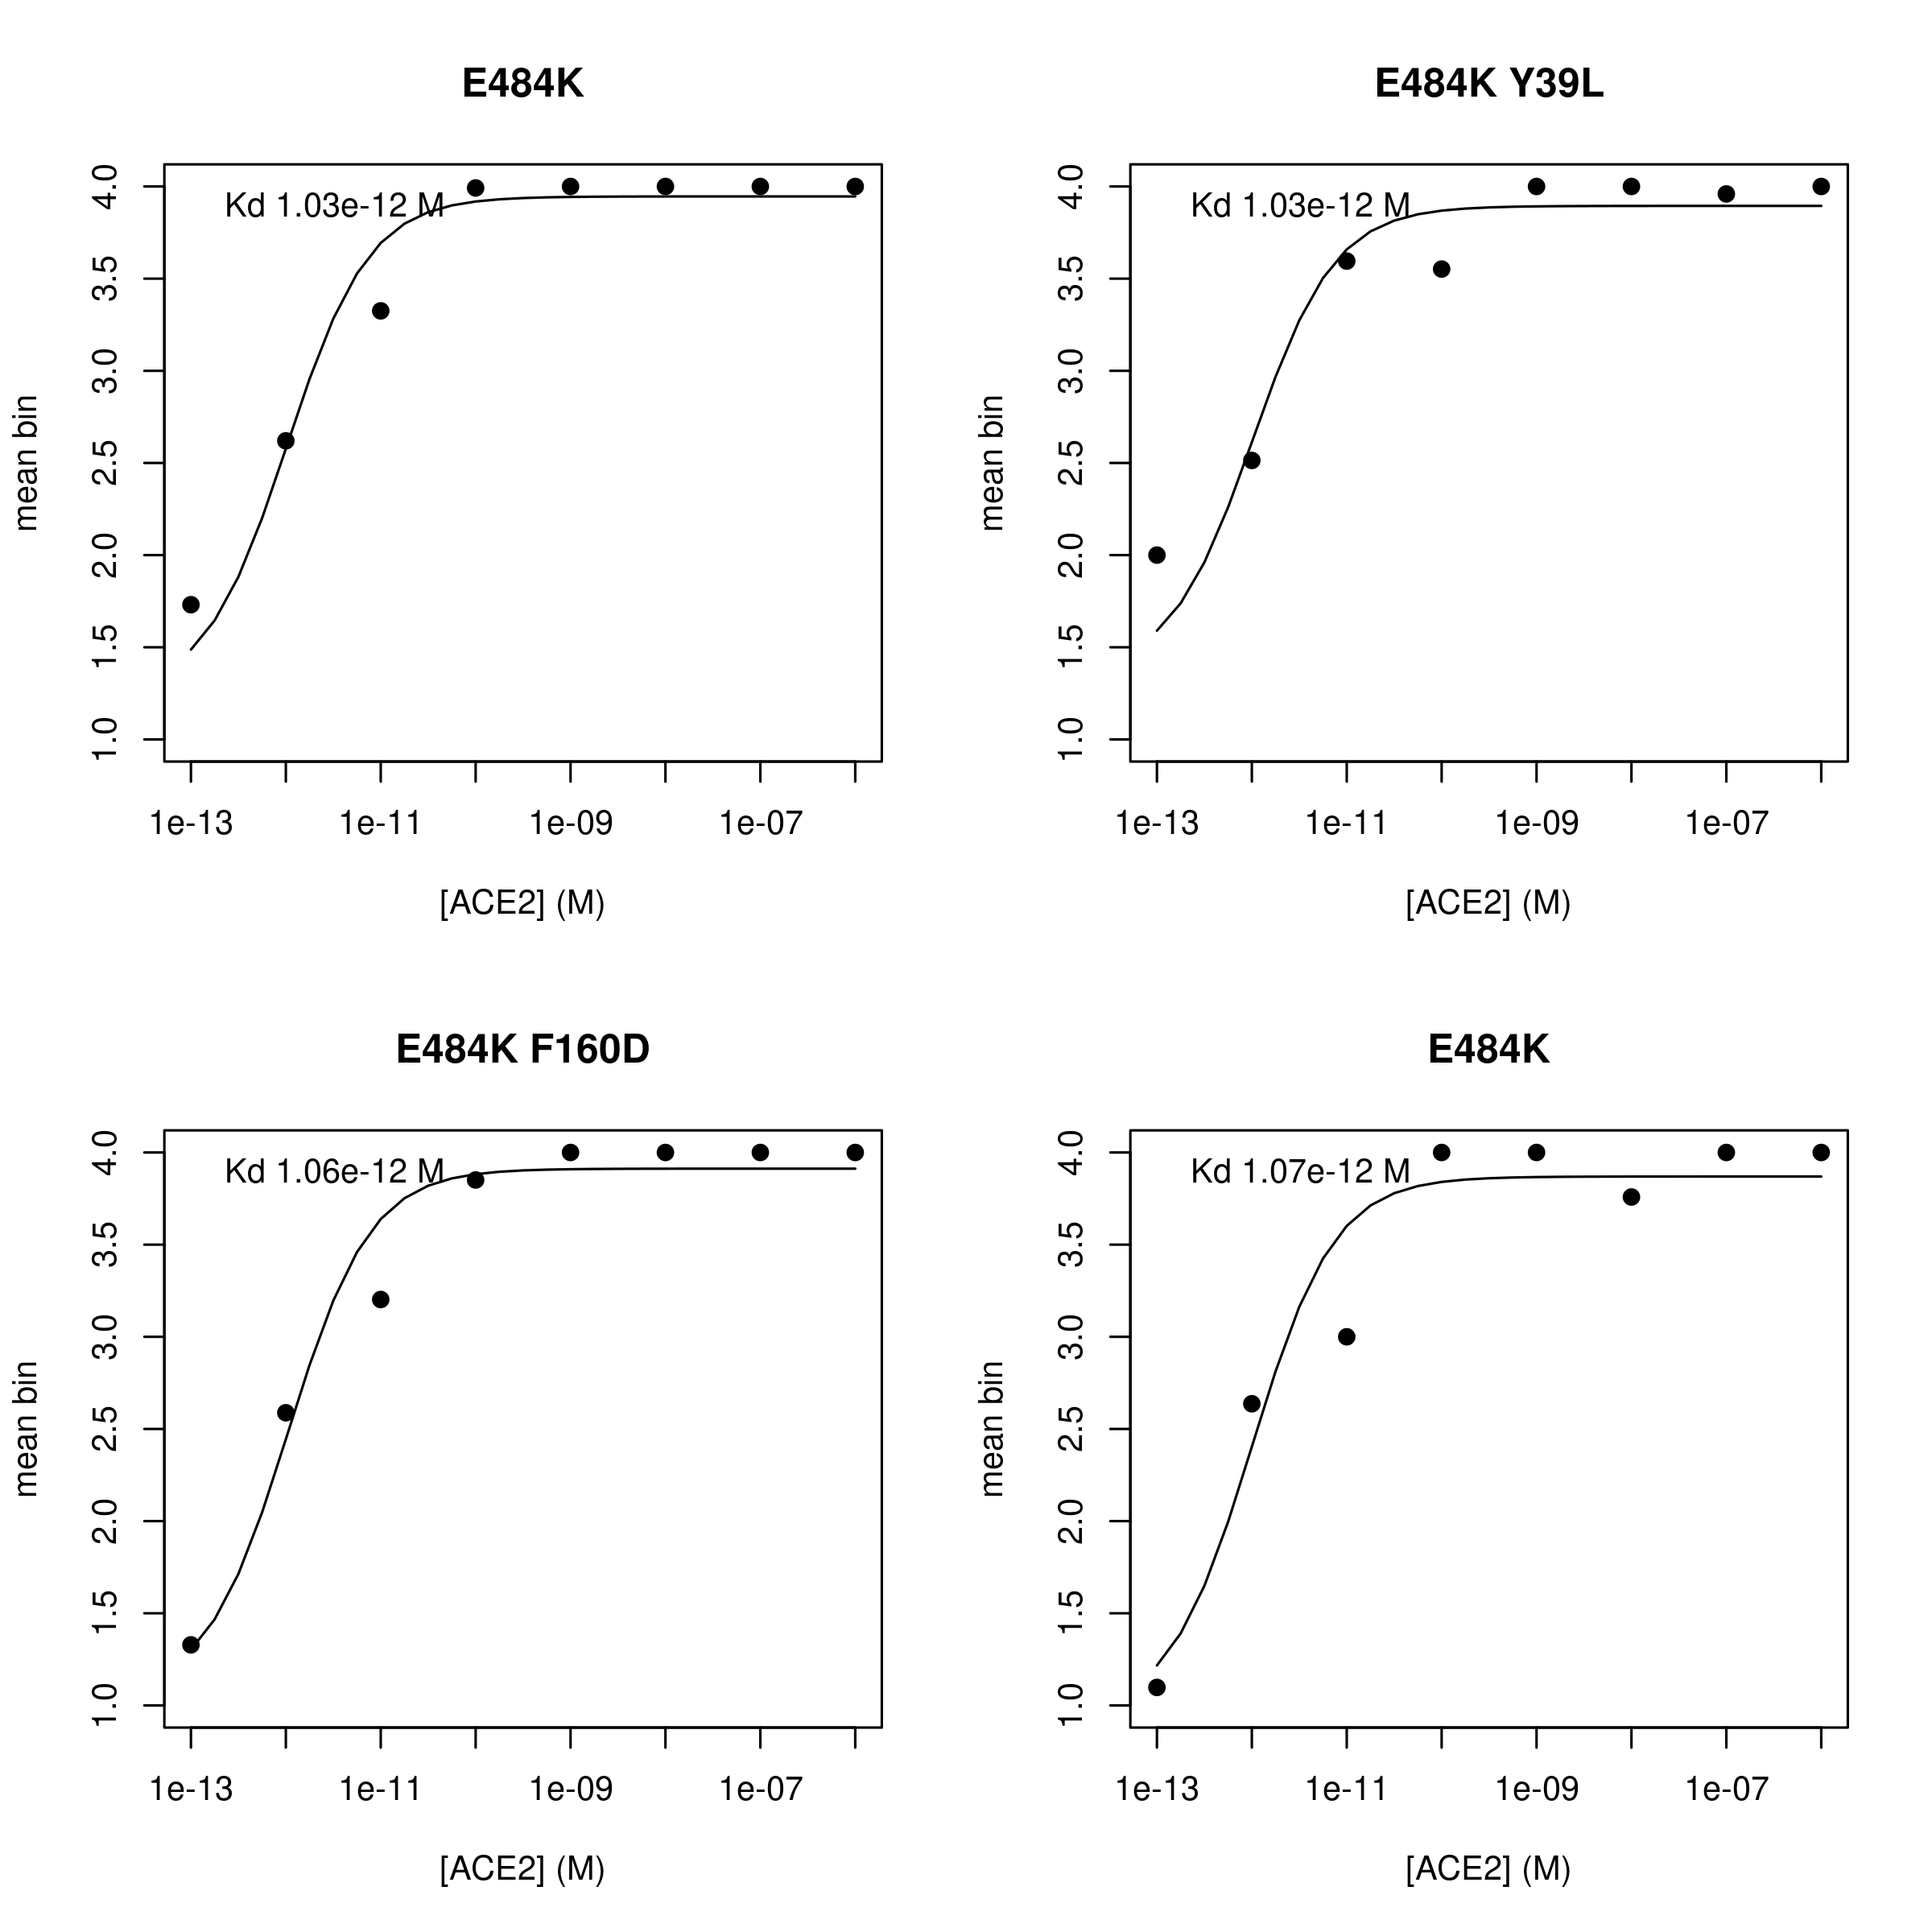 E484K
Kd 1.03e-12 M
mean bin
4.0
3.5
3.0
2.5
2.0
1.5
1.0
1e-13 1e-11 1e-09 1e-07
[ACE2] (M)
E484K Y39L
Kd 1.03e-12 M
mean bin
4.0
3.5
3.0
2.5
2.0
1.5
1.0
1e-13 1e-11 1e-09 1e-07
[ACE2] (M)
E484K F160D
Kd 1.06e-12 M
mean bin
4.0
3.5
3.0
2.5
2.0
1.5
1.0
1e-13 1e-11 1e-09 1e-07
[ACE2] (M)
E484K
Kd 1.07e-12 M
mean bin
4.0
3.5
3.0
2.5
2.0
1.5
1.0
1e-13 1e-11 1e-09 1e-07
[ACE2] (M)